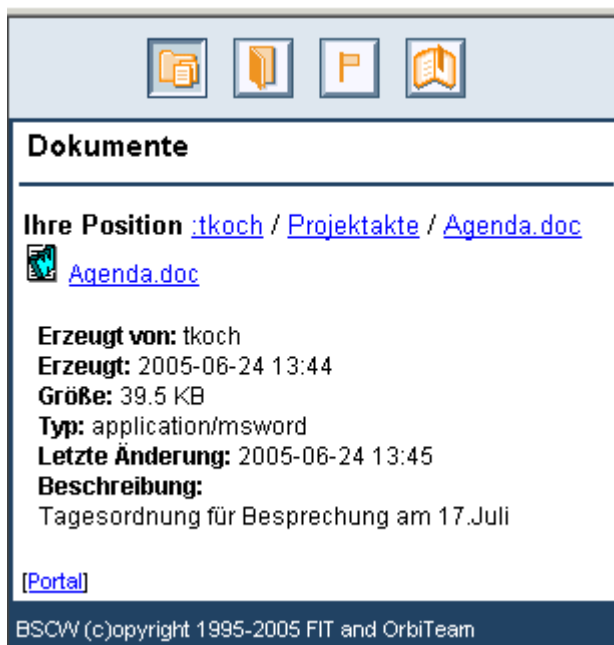 Dokumente
Ihre Position :tkoch / Projektakte / Agenda.doc
Agenda.doc
Erzeugt von: tkoch
Erzeugt: 2005-06-24 13:44
Größe: 39.5 KB
Typ: application/msword
Letzte Änderung: 2005-06-24 13:45
Beschreibung:
Tagesordnung für Besprechung am 17.Juli
[Portal]
BSCW (c)opyright 1995-2005 FIT and OrbiTeam